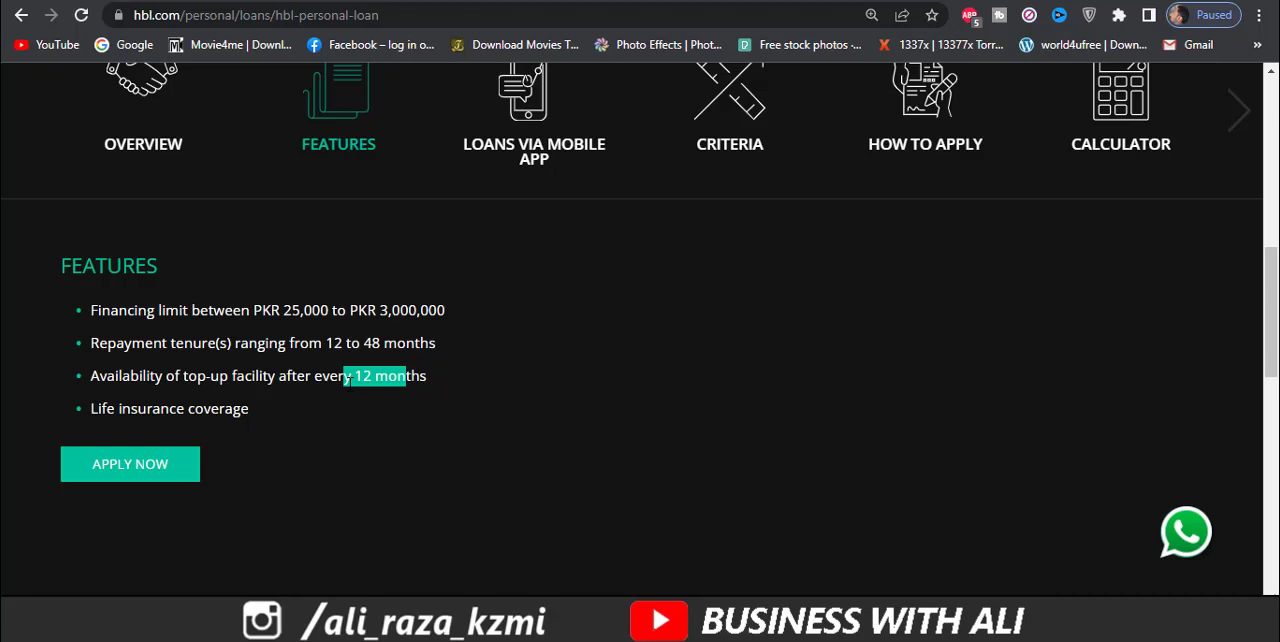 hbl.com/personal/loans/hbl-personal-loan
ABP 5
Paused
YouTube
Google
Movie4me | Downl...
Facebook – log in o...
Download Movies T...
Photo Effects | Phot...
Free stock photos -...
1337x | 13377x Torr...
world4ufree | Down...
Gmail
»
OVERVIEW
FEATURES
LOANS VIA MOBILE
APP
CRITERIA
HOW TO APPLY
CALCULATOR
FEATURES
• Financing limit between PKR 25,000 to PKR 3,000,000
• Repayment tenure(s) ranging from 12 to 48 months
• Availability of top-up facility after every 12 months
• Life insurance coverage
APPLY NOW
/ali_raza_kzmi
BUSINESS WITH ALI